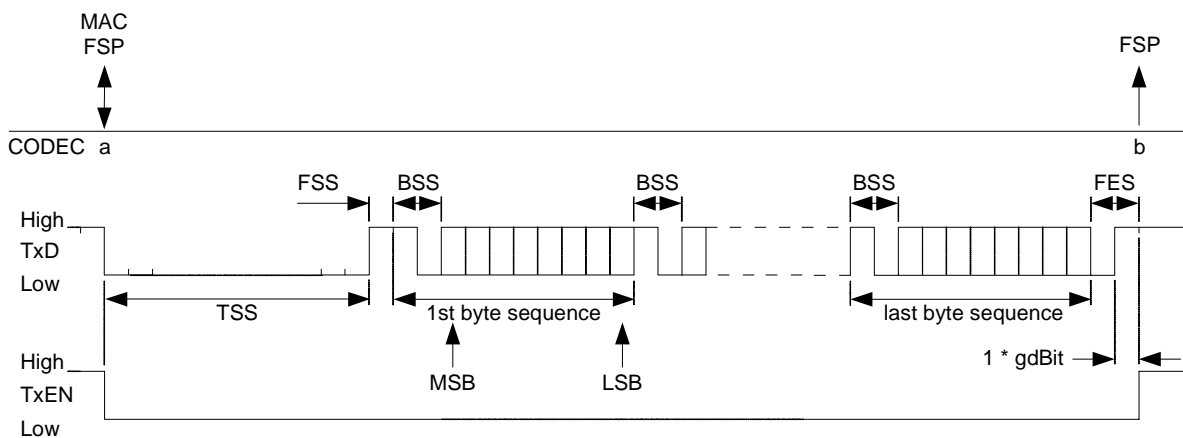 MAC
FSP
FSP
CODEC a
b
FSS
BSS
BSS
BSS
FES
High
TxD
Low
TSS
1st byte sequence
last byte sequence
High
MSB
LSB
1 * gdBit
TxEN
Low